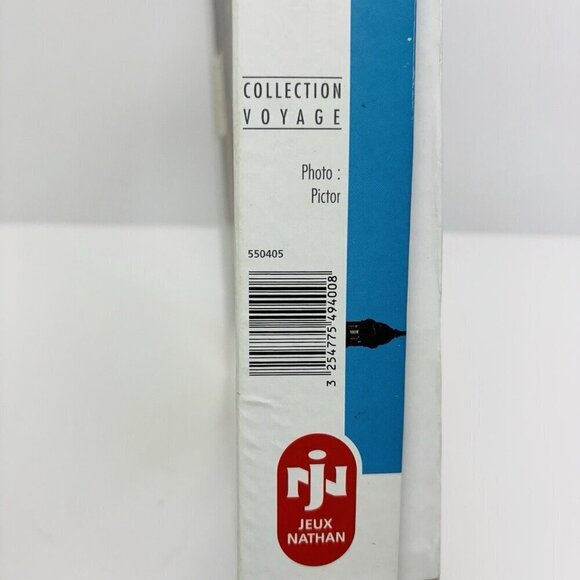 COLLECTION
VOYAGE
Photo :
Pictor
550405
3 254775 494008
JEUX
NATHAN